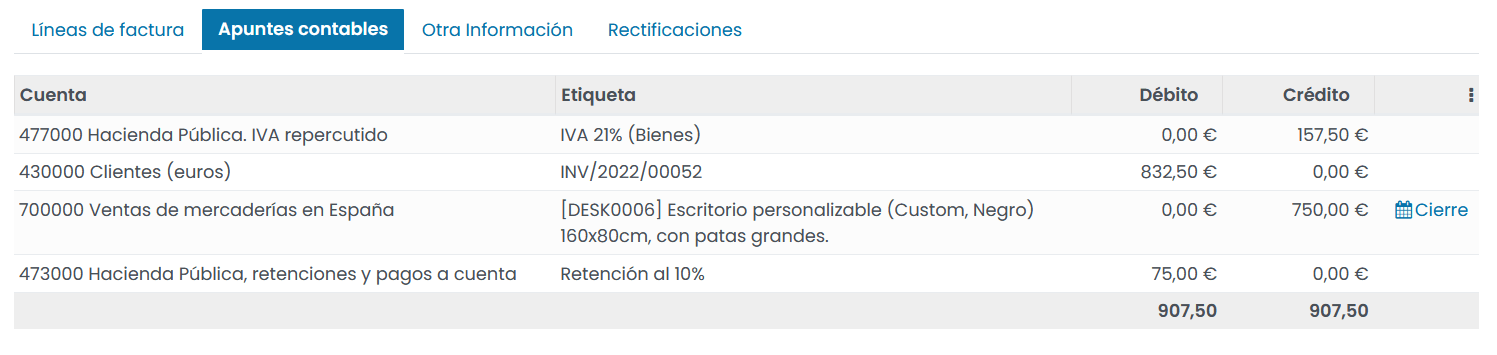 Líneas de factura Apuntes contables Otra Información Rectificaciones
Cuenta Etiqueta Débito Crédito
477000 Hacienda Pública. IVA repercutido IVA 21% (Bienes) 0,00 € 157,50 €
430000 Clientes (euros) INV/2022/00052 832,50 € 0,00 €
700000 Ventas de mercaderías en España [DESK0006] Escritorio personalizable (Custom, Negro) 0,00 € 750,00 € Cierre
160x80cm, con patas grandes.
473000 Hacienda Pública, retenciones y pagos a cuenta Retención al 10% 75,00 € 0,00 €
907,50 907,50